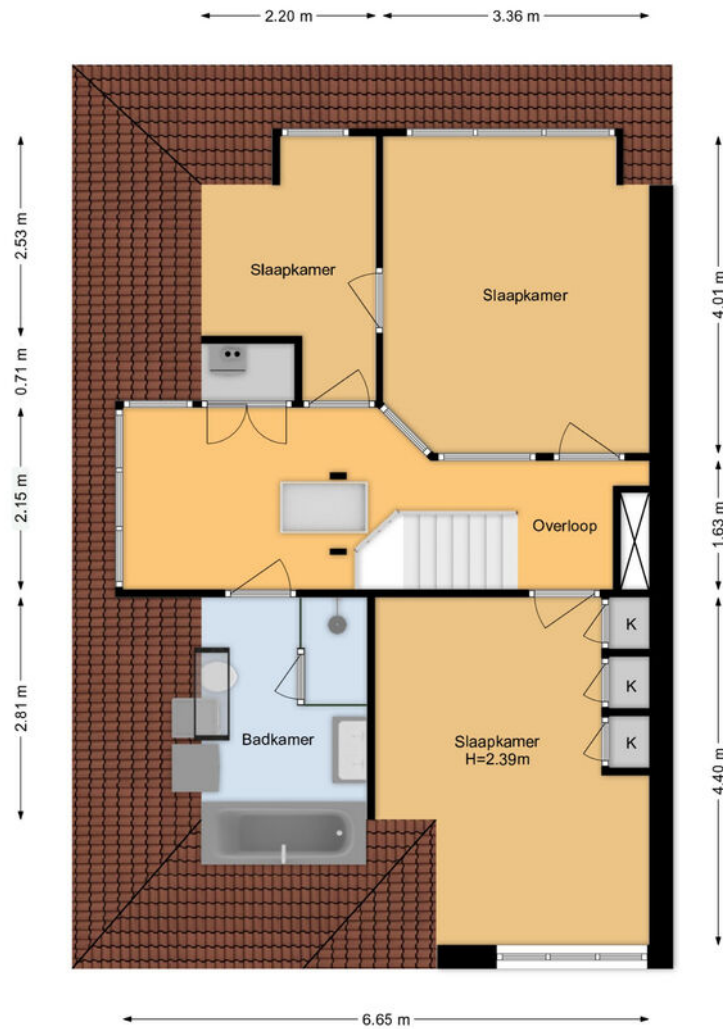 2.20 m
3.36 m
2.53 m
0.71 m
2.15 m
2.81 m
Slaapkamer
Slaapkamer
4.01 m
Overloop
1.63 m
K
K
K
Badkamer
Slaapkamer
H=2.39m
4.40 m
6.65 m